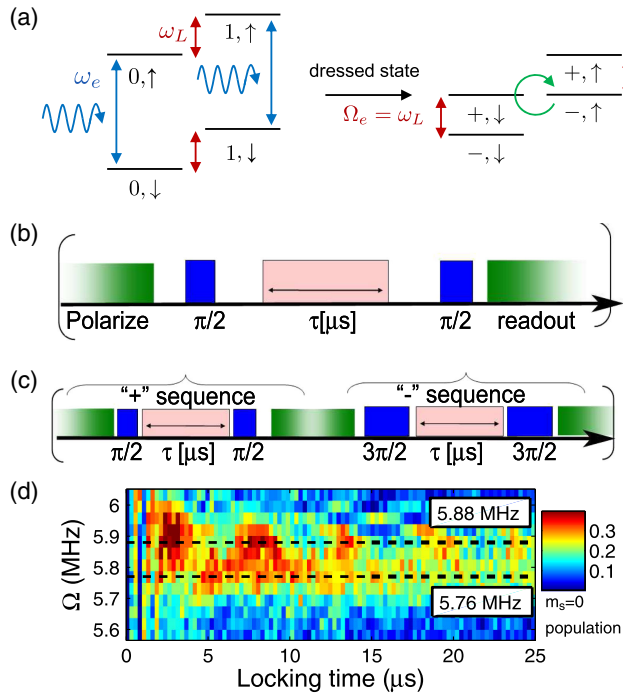 (a)
ω_L
1,↑
ω_e
0,↑
1,↓
0,↓
dressed state
Ω_e = ω_L
+,↑
+,↓
−,↑
−,↓
(b)
Polarize
π/2
τ[μs]
π/2
readout
(c)
"+" sequence
"-" sequence
π/2
τ [μs]
π/2
3π/2
τ [μs]
3π/2
(d)
Ω (MHz)
6
5.9
5.8
5.7
5.6
5.88 MHz
5.76 MHz
0
5
10
15
20
25
Locking time (μs)
0.3
0.2
0.1
m_s=0
population